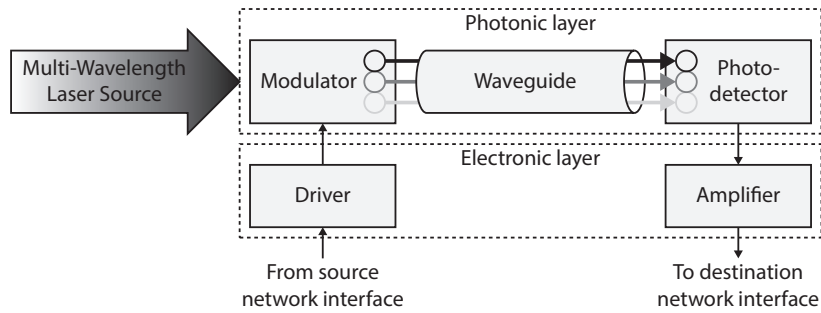 Photonic layer
Multi-Wavelength
Laser Source
Modulator
Waveguide
Photo-
detector
Electronic layer
Driver
Amplifier
From source
network interface
To destination
network interface